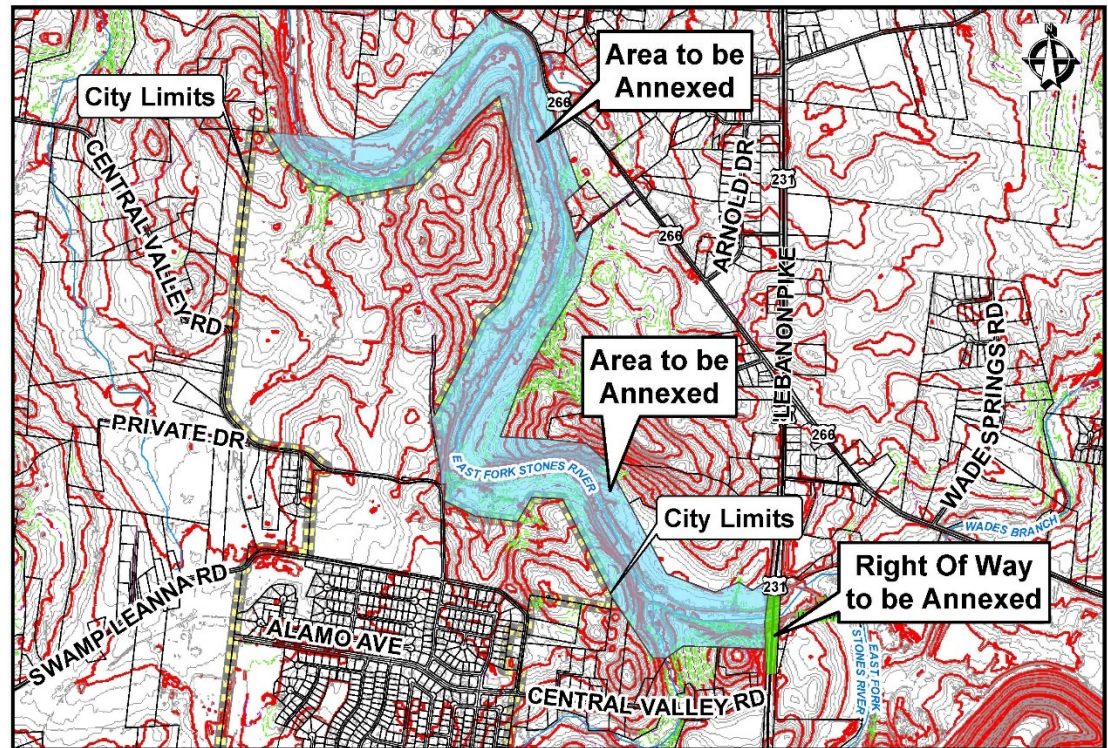 Area to be
Annexed
City Limits
266
CENTRAL VALLEY RD
ARNOLD DR
231
266
LEBANON PIKE
WADE SPRINGS RD
Area to be
Annexed
PRIVATE DR
266
EAST FORK STONES RIVER
City Limits
WADES BRANCH
SWAMP LEANNA RD
231
Right Of Way
to be Annexed
ALAMO AVE
EAST FORK
STONES RIVER
CENTRAL VALLEY RD